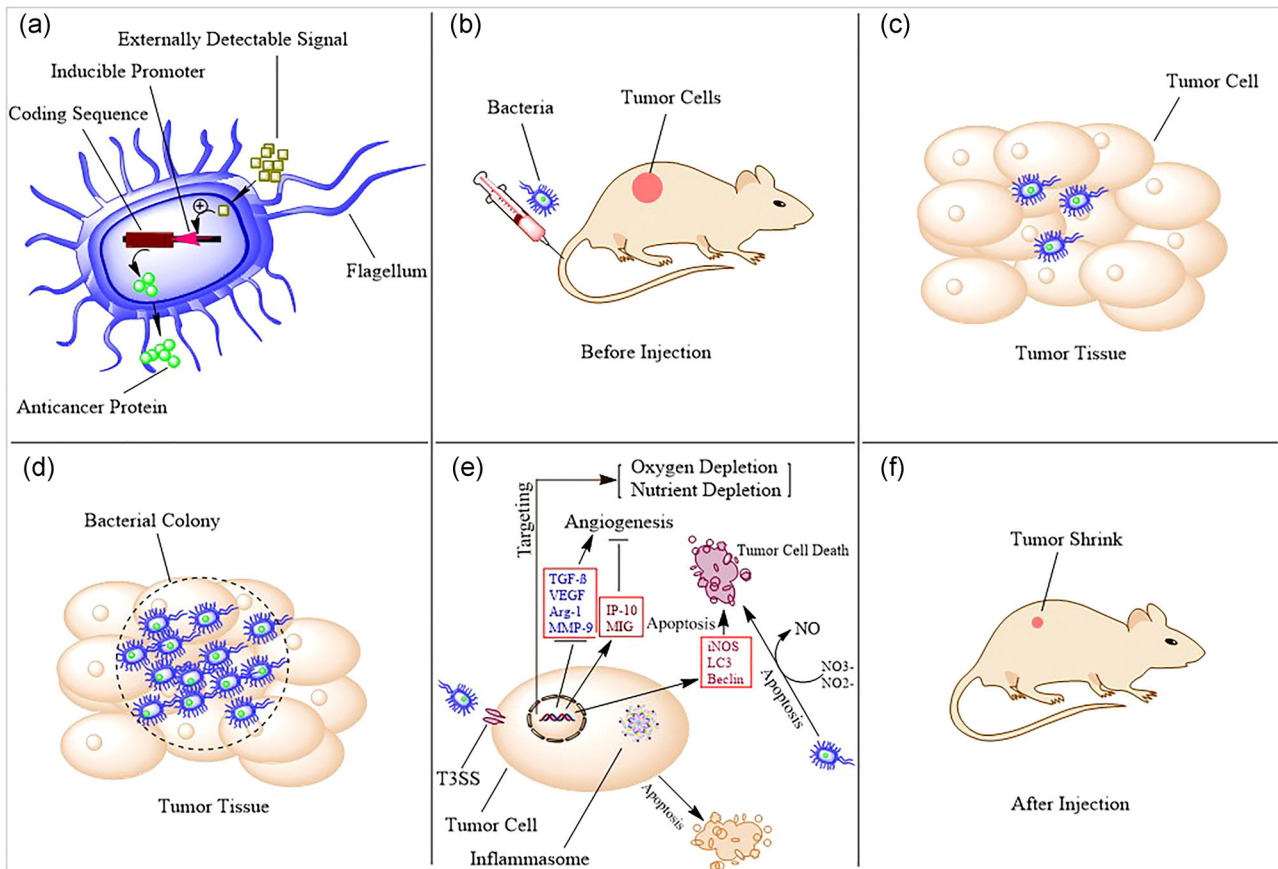 (a)
Externally Detectable Signal
Inducible Promoter
Coding Sequence
+
Flagellum
Anticancer Protein
(b)
Bacteria
Tumor Cells
Before Injection
(c)
Tumor Cell
Tumor Tissue
(d)
Bacterial Colony
Tumor Tissue
(e)
Oxygen Depletion
Nutrient Depletion
Targeting
Angiogenesis
Tumor Cell Death
TGF-ß
VEGF
Arg-1
MMP-9
IP-10
MIG
Apoptosis
iNOS
LC3
Beclin
NO
NO3-
NO2-
Apoptosis
T3SS
Tumor Cell
Inflammasome
Apoptosis
(f)
Tumor Shrink
After Injection